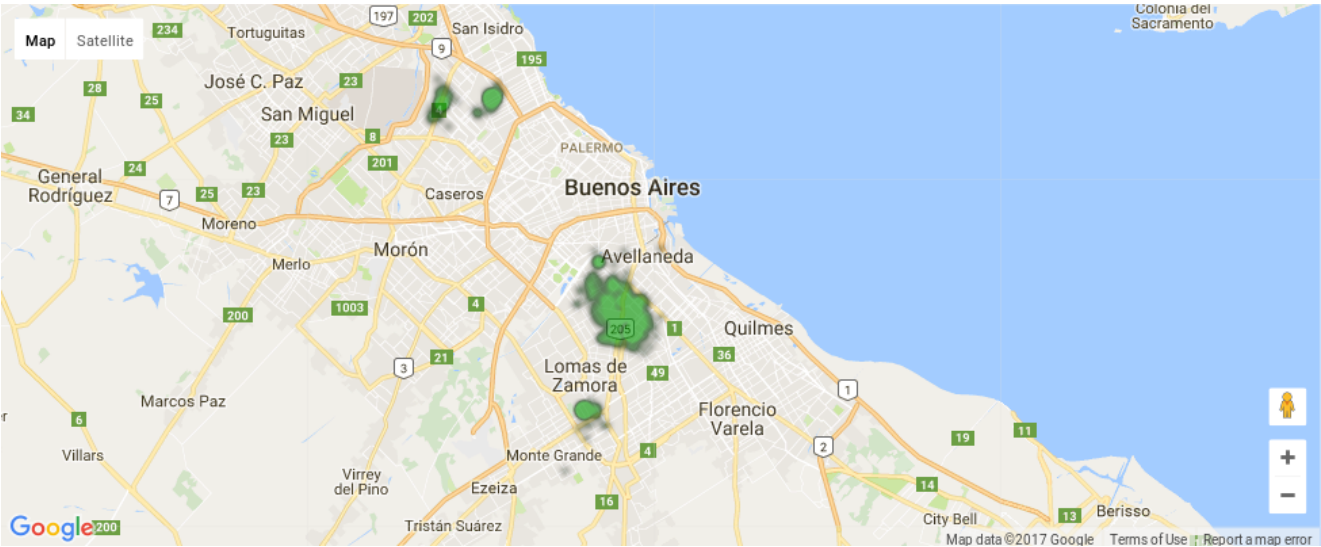 Colonia del
Sacramento
197
202
234
San Isidro
Tortuguitas
Map
Satellite
9
195
José C. Paz
23
28
25
34
San Miguel
4
8
23
PALERMO
201
24
General
Rodríguez
25
23
7
Caseros
Buenos Aires
Moreno
Morón
Avellaneda
Merlo
4
1003
200
205
1
Quilmes
21
36
3
Lomas de
Zamora
49
1
Marcos Paz
Florencio
Varela
6
r
19
11
2
Villars
Monte Grande
4
+
Virrey
del Pino
Ezeiza
14
−
16
Berisso
13
City Bell
Google
200
Tristán Suárez
Map data ©2017 Google
Terms of Use
Report a map error